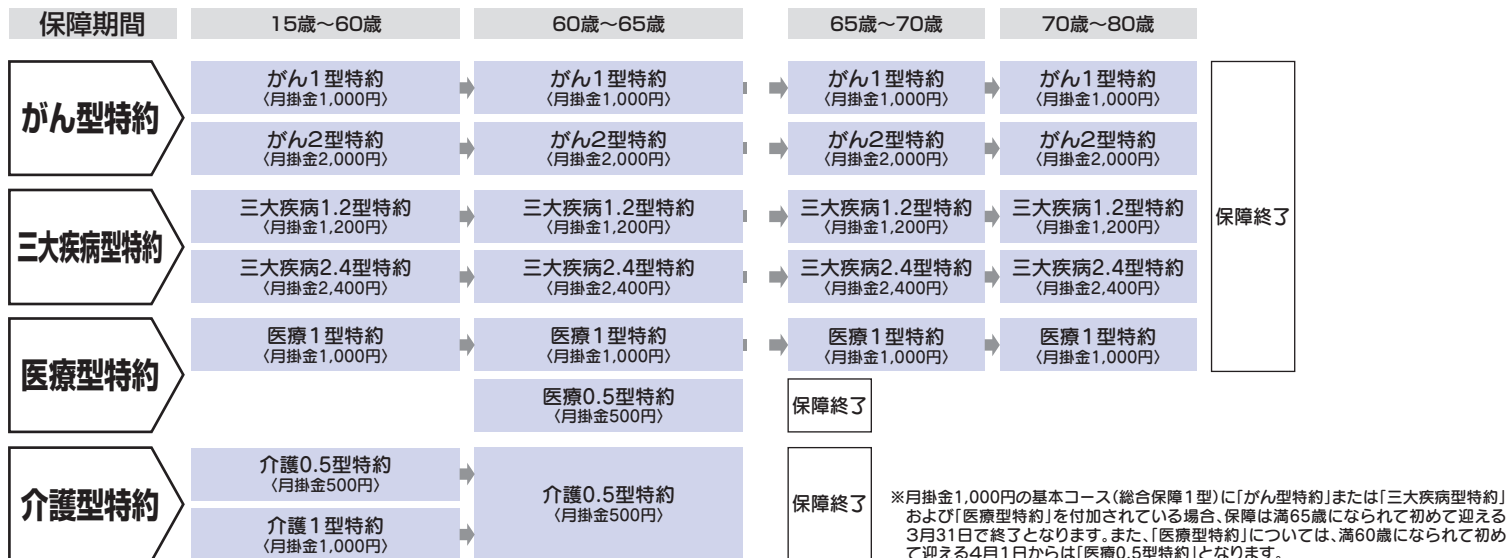 保障期間
15歳～60歳
60歳～65歳
65歳～70歳
70歳～80歳
がん型特約
がん1型特約
〈月掛金1,000円〉
がん1型特約
〈月掛金1,000円〉
がん1型特約
〈月掛金1,000円〉
がん1型特約
〈月掛金1,000円〉
がん2型特約
〈月掛金2,000円〉
がん2型特約
〈月掛金2,000円〉
がん2型特約
〈月掛金2,000円〉
がん2型特約
〈月掛金2,000円〉
三大疾病型特約
三大疾病1.2型特約
〈月掛金1,200円〉
三大疾病1.2型特約
〈月掛金1,200円〉
三大疾病1.2型特約
〈月掛金1,200円〉
三大疾病1.2型特約
〈月掛金1,200円〉
三大疾病2.4型特約
〈月掛金2,400円〉
三大疾病2.4型特約
〈月掛金2,400円〉
三大疾病2.4型特約
〈月掛金2,400円〉
三大疾病2.4型特約
〈月掛金2,400円〉
保障終了
医療型特約
医療1型特約
〈月掛金1,000円〉
医療1型特約
〈月掛金1,000円〉
医療1型特約
〈月掛金1,000円〉
医療1型特約
〈月掛金1,000円〉
医療0.5型特約
〈月掛金500円〉
保障終了
介護型特約
介護0.5型特約
〈月掛金500円〉
介護1型特約
〈月掛金1,000円〉
介護0.5型特約
〈月掛金500円〉
保障終了
※月掛金1,000円の基本コース（総合保障1型）に「がん型特約」または「三大疾病型特約」
および「医療型特約」を付加されている場合、保障は満65歳になられて初めて迎える
3月31日で終了となります。また、「医療型特約」については、満60歳になられて初め
て迎える4月1日からは「医療0.5型特約」となります。